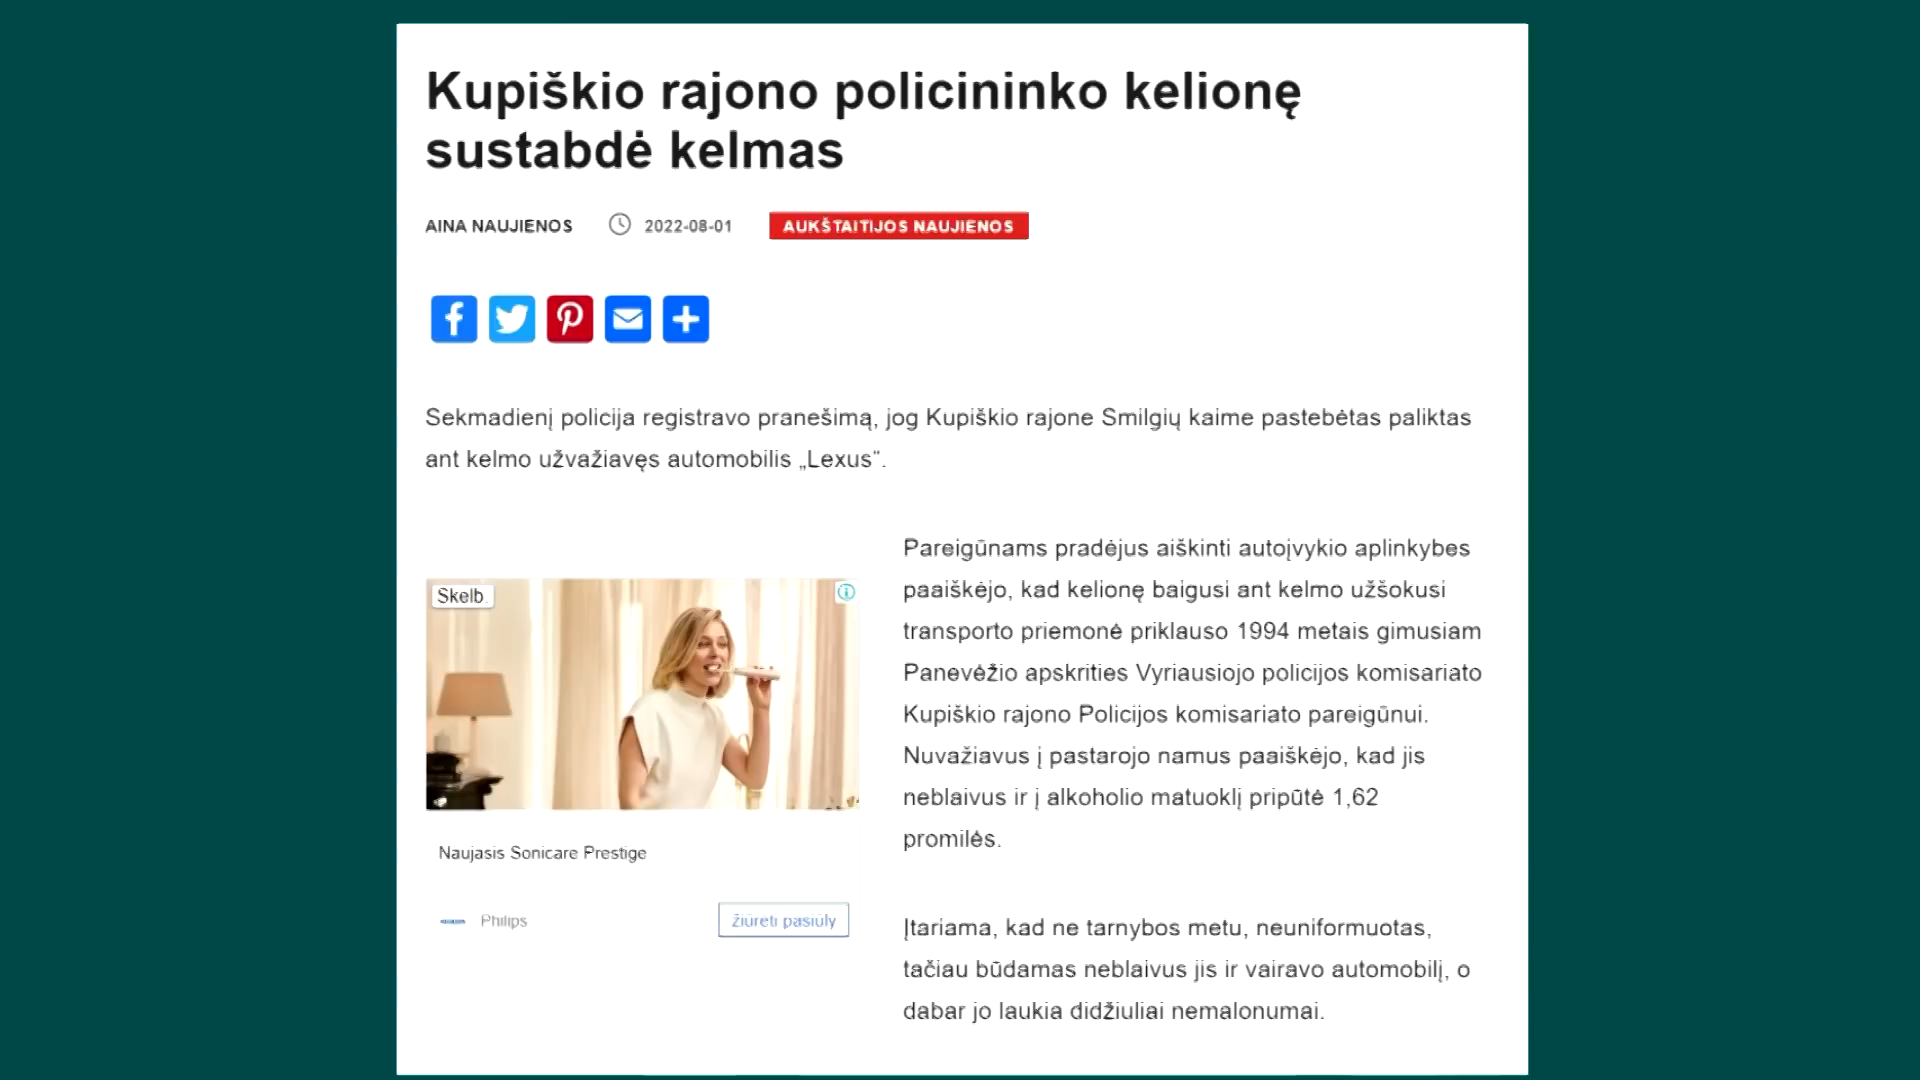 Kupiškio rajono policininko kelionę
sustabdė kelmas
AINA NAUJIENOS 2022-08-01 AUKŠTAITIJOS NAUJIENOS
Sekmadienį policija registravo pranešimą, jog Kupiškio rajone Smilgių kaime pastebėtas paliktas
ant kelmo užvažiavęs automobilis „Lexus“.
Skelb.
Naujasis Sonicare Prestige
Philips
žiūrėti pasiūly
Pareigūnams pradėjus aiškinti autoįvykio aplinkybes
paaiškėjo, kad kelionę baigusi ant kelmo užšokusi
transporto priemonė priklauso 1994 metais gimusiam
Panevėžio apskrities Vyriausiojo policijos komisariato
Kupiškio rajono Policijos komisariato pareigūnui.
Nuvažiavus į pastarojo namus paaiškėjo, kad jis
neblaivus ir į alkoholio matuoklį pripūtė 1,62
promilės.
Įtariama, kad ne tarnybos metu, neuniformuotas,
tačiau būdamas neblaivus jis ir vairavo automobilį, o
dabar jo laukia didžiuliai nemalonumai.